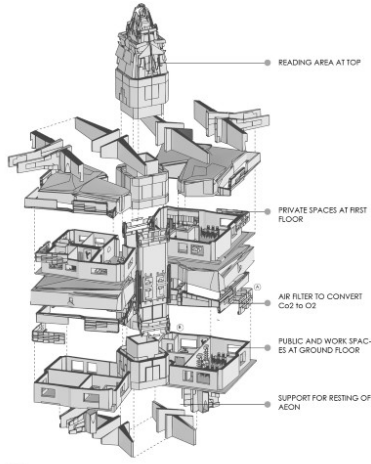 READING AREA AT TOP
PRIVATE SPACES AT FIRST
FLOOR
A
AIR FILTER TO CONVERT
Co2 to O2
B
PUBLIC AND WORK SPAC-
ES AT GROUND FLOOR
SUPPORT FOR RESTING OF
AEON